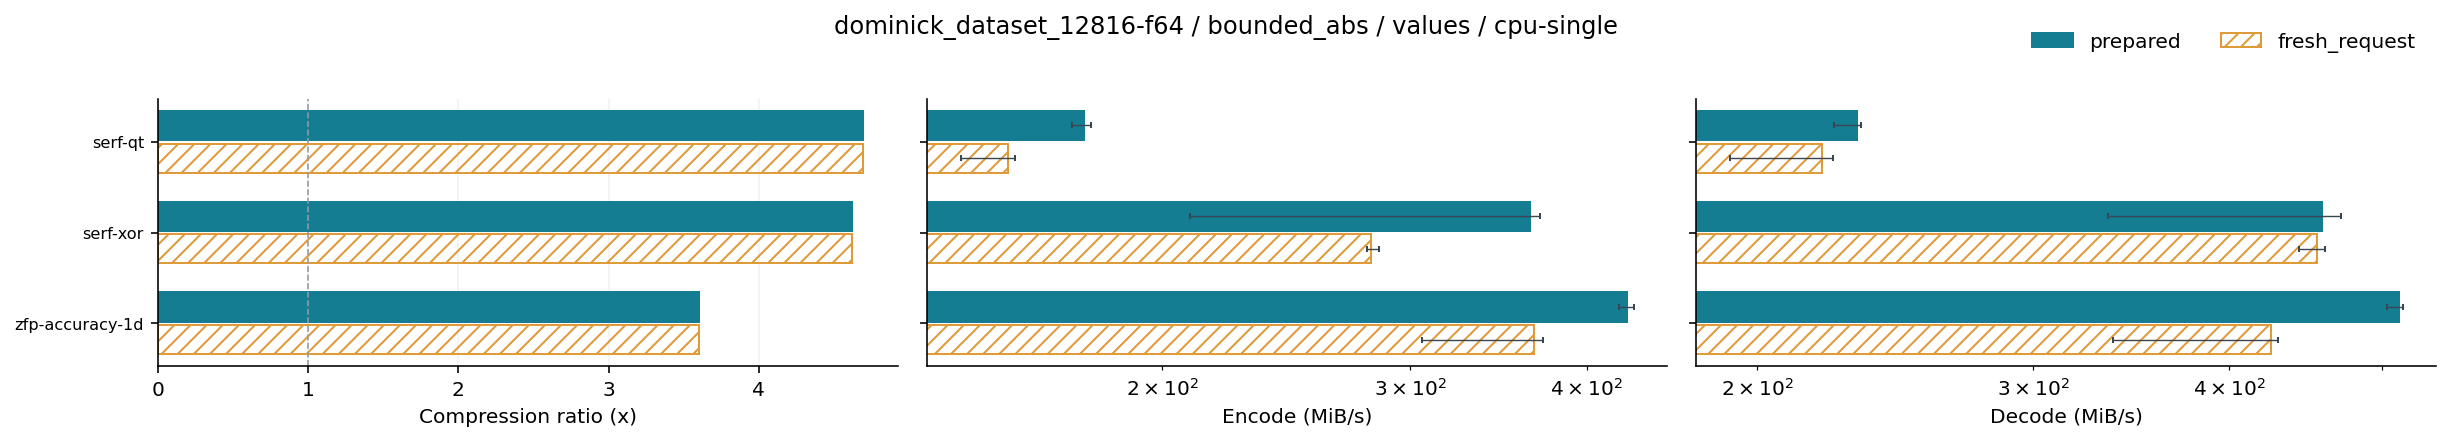 dominick_dataset_12816-f64 / bounded_abs / values / cpu-single
prepared
fresh_request
serf-qt
serf-xor
zfp-accuracy-1d
0 1 2 3 4
Compression ratio (x)
2 × 10² 3 × 10² 4 × 10²
Encode (MiB/s)
2 × 10² 3 × 10² 4 × 10²
Decode (MiB/s)